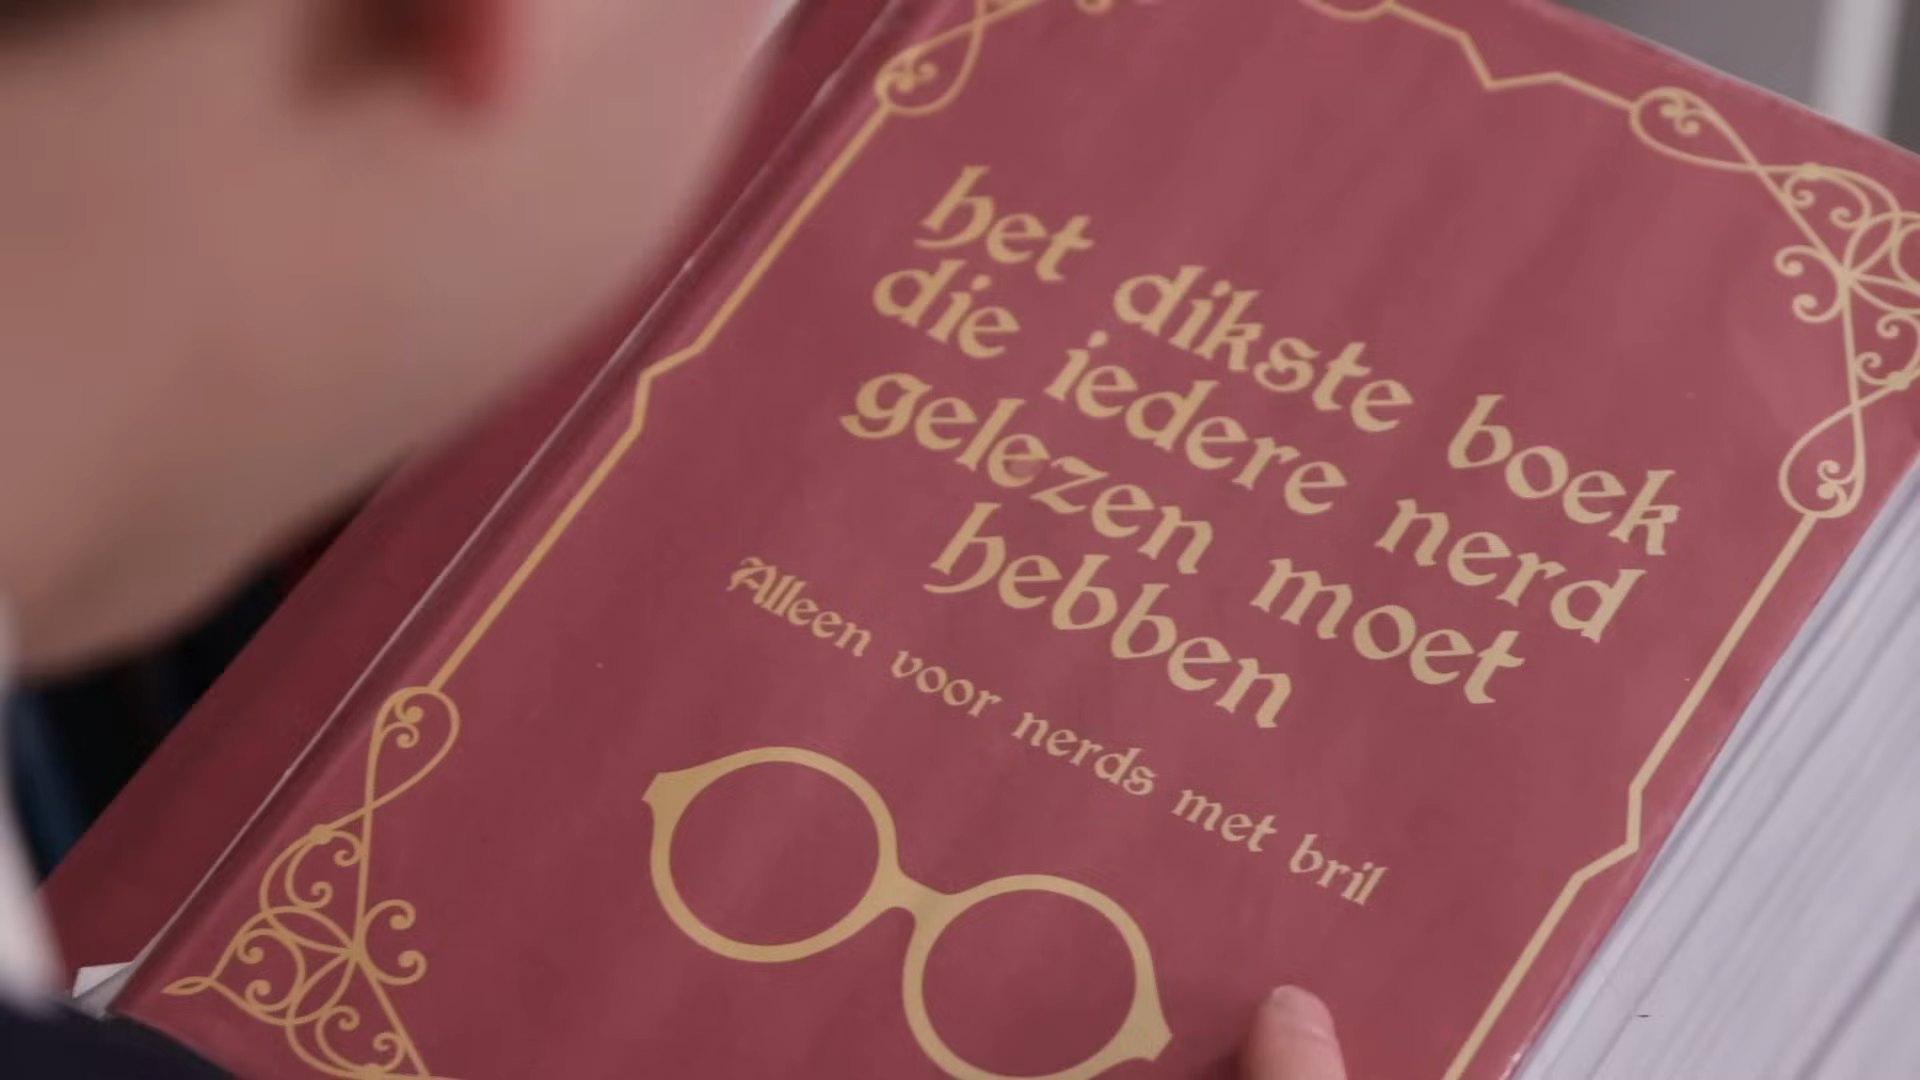 het dikste boek
die iedere nerd
gelezen moet
hebben
Alleen voor nerds met bril